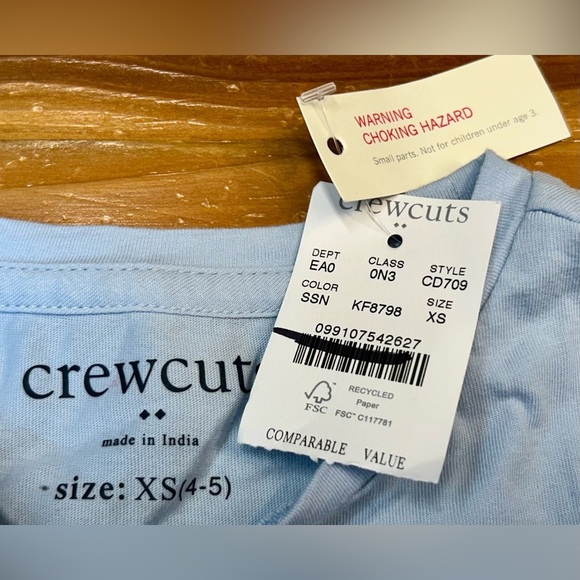 WARNING
CHOKING HAZARD
Small parts. Not for children under age 3.
crewcuts
DEPT CLASS STYLE
EA0 0N3 CD709
COLOR SIZE
SSN KF8798 XS
099107542627
FSC
RECYCLED
Paper
FSC™ C117781
COMPARABLE VALUE
crewcuts
made in India
size: XS(4-5)